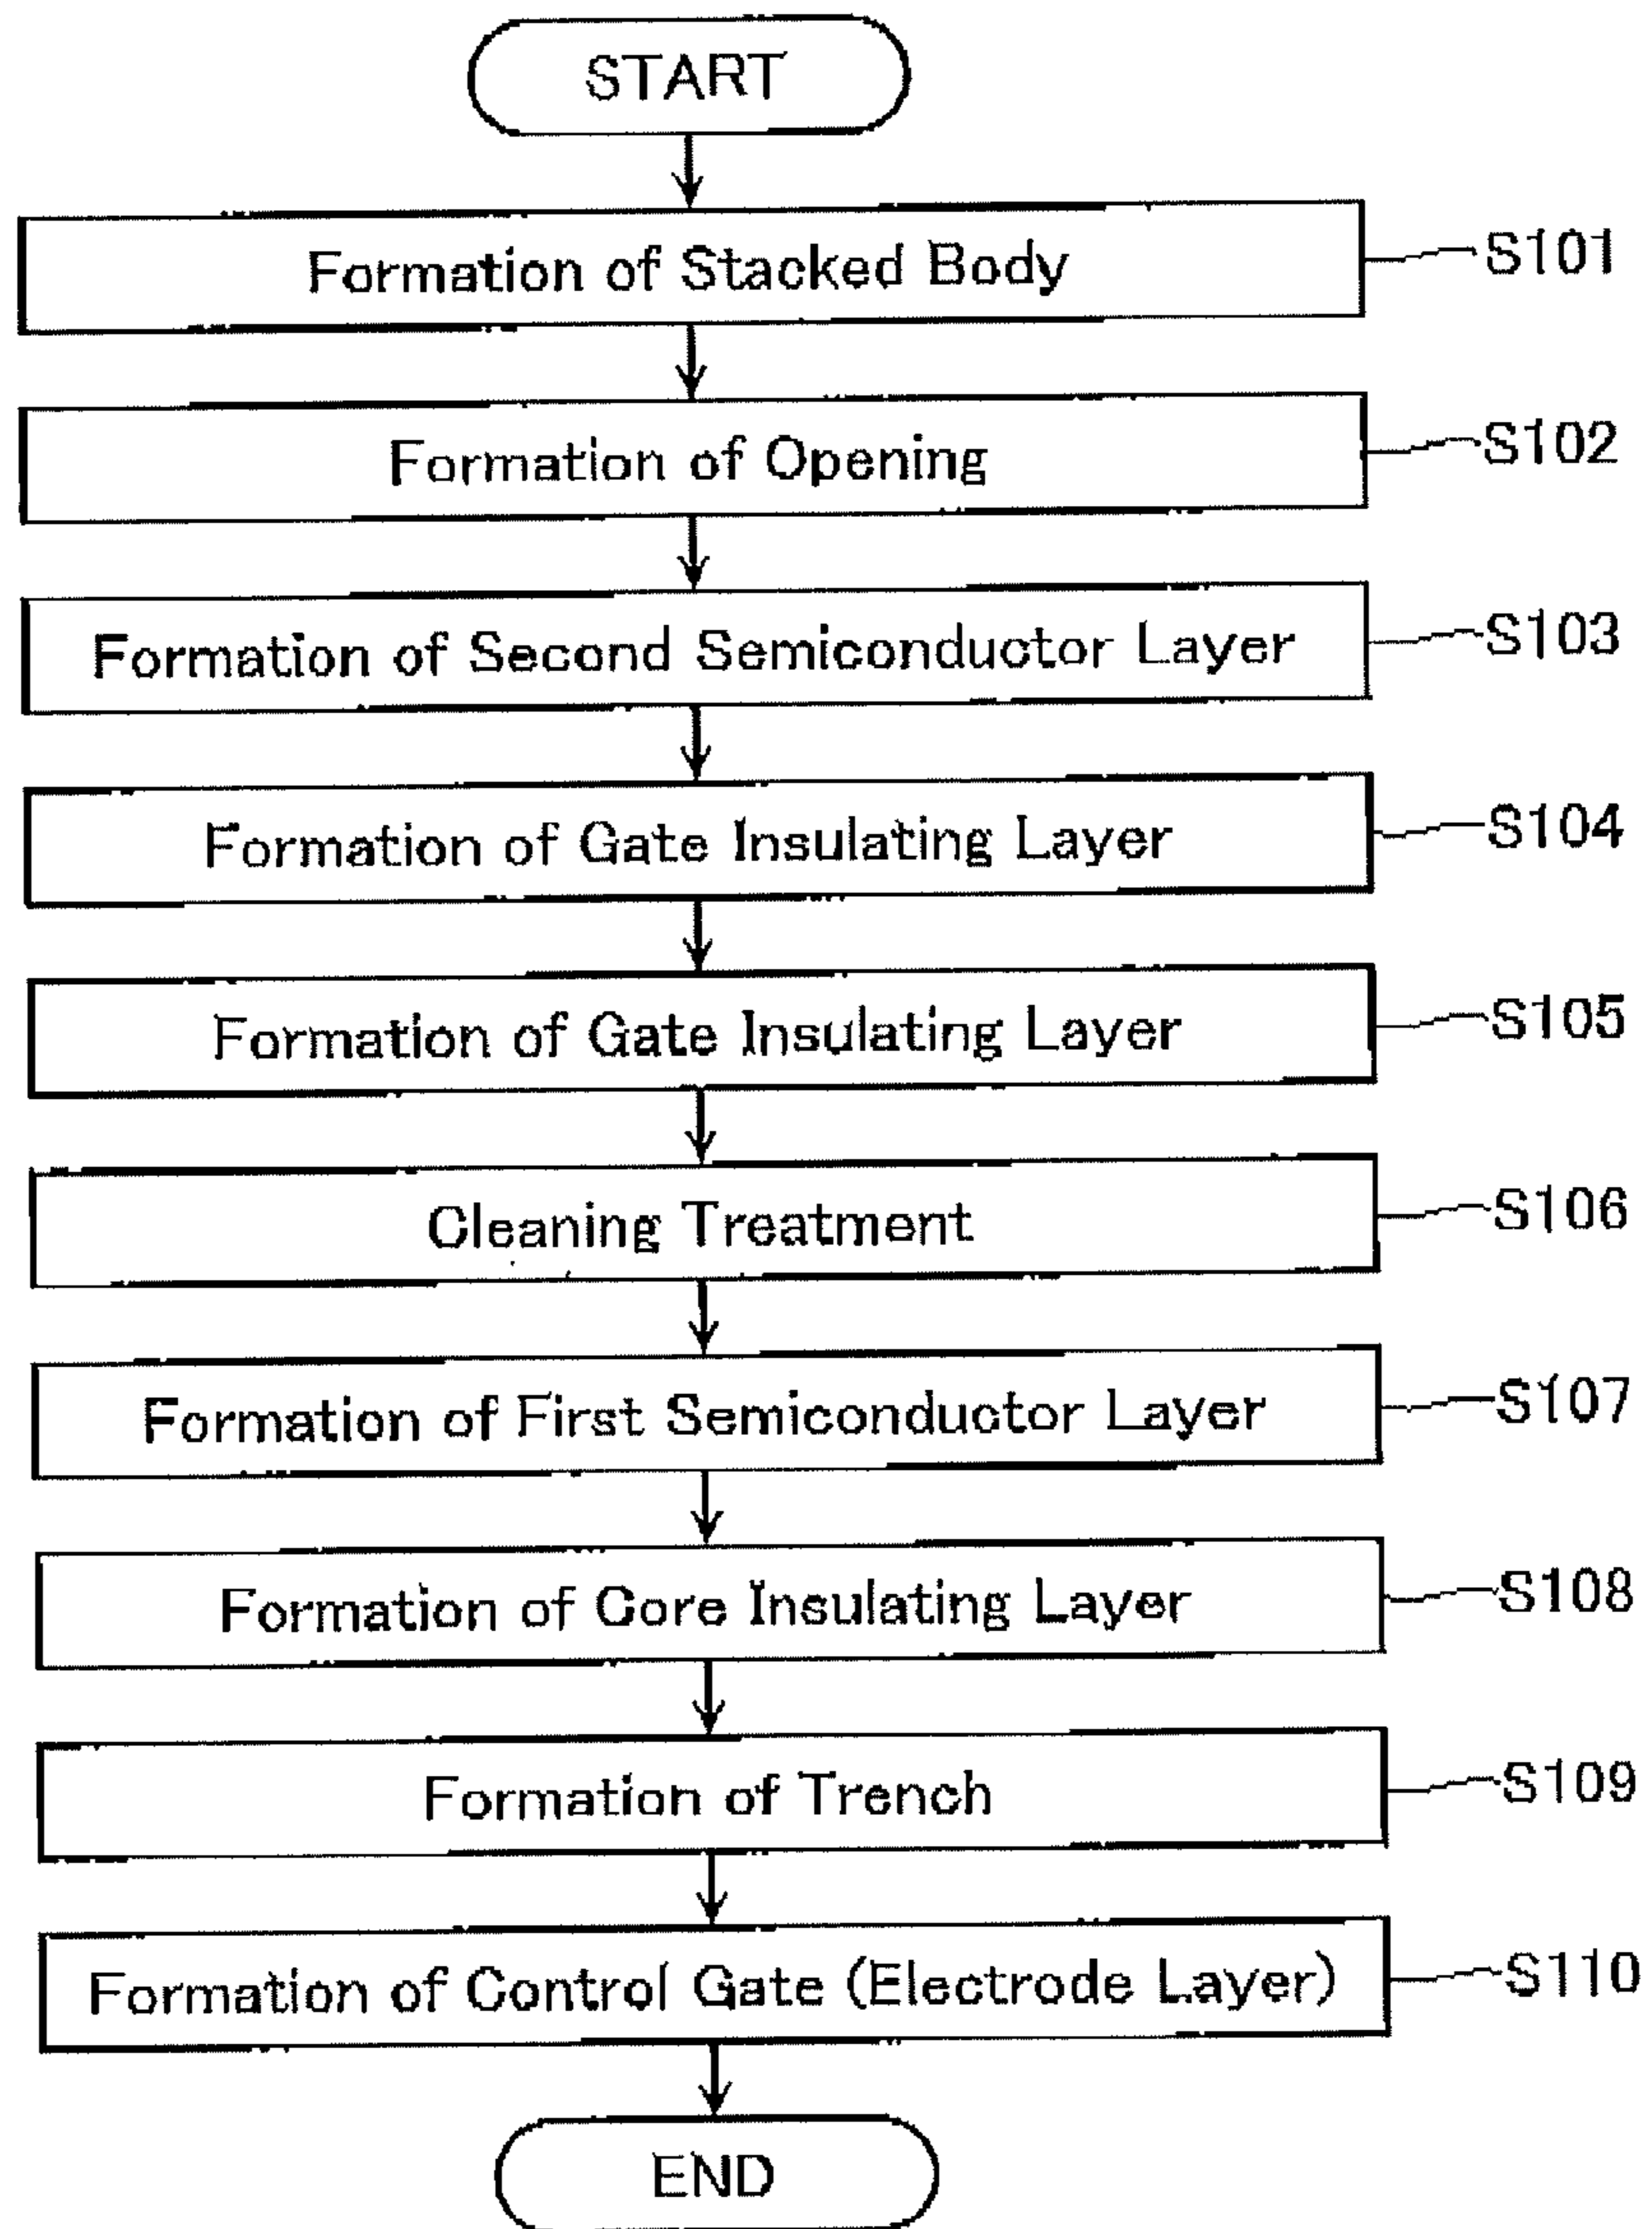 START
Formation of Stacked Body S101
Formation of Opening S102
Formation of Second Semiconductor Layer S103
Formation of Gate Insulating Layer S104
Formation of Gate Insulating Layer S105
Cleaning Treatment S106
Formation of First Semiconductor Layer S107
Formation of Core Insulating Layer S108
Formation of Trench S109
Formation of Control Gate (Electrode Layer) S110
END